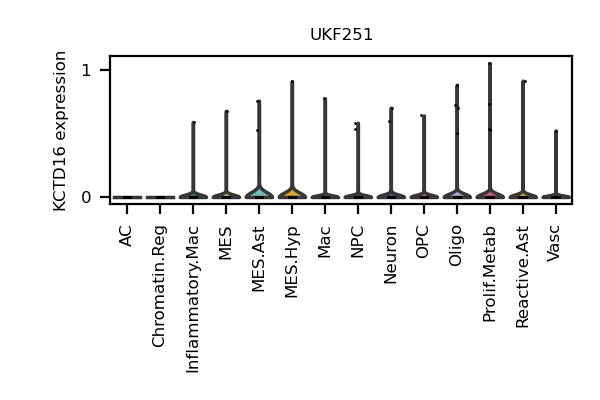 UKF251
KCTD16 expression
1
0
AC
Chromatin.Reg
Inflammatory.Mac
MES
MES.Ast
MES.Hyp
Mac
NPC
Neuron
OPC
Oligo
Prolif.Metab
Reactive.Ast
Vasc